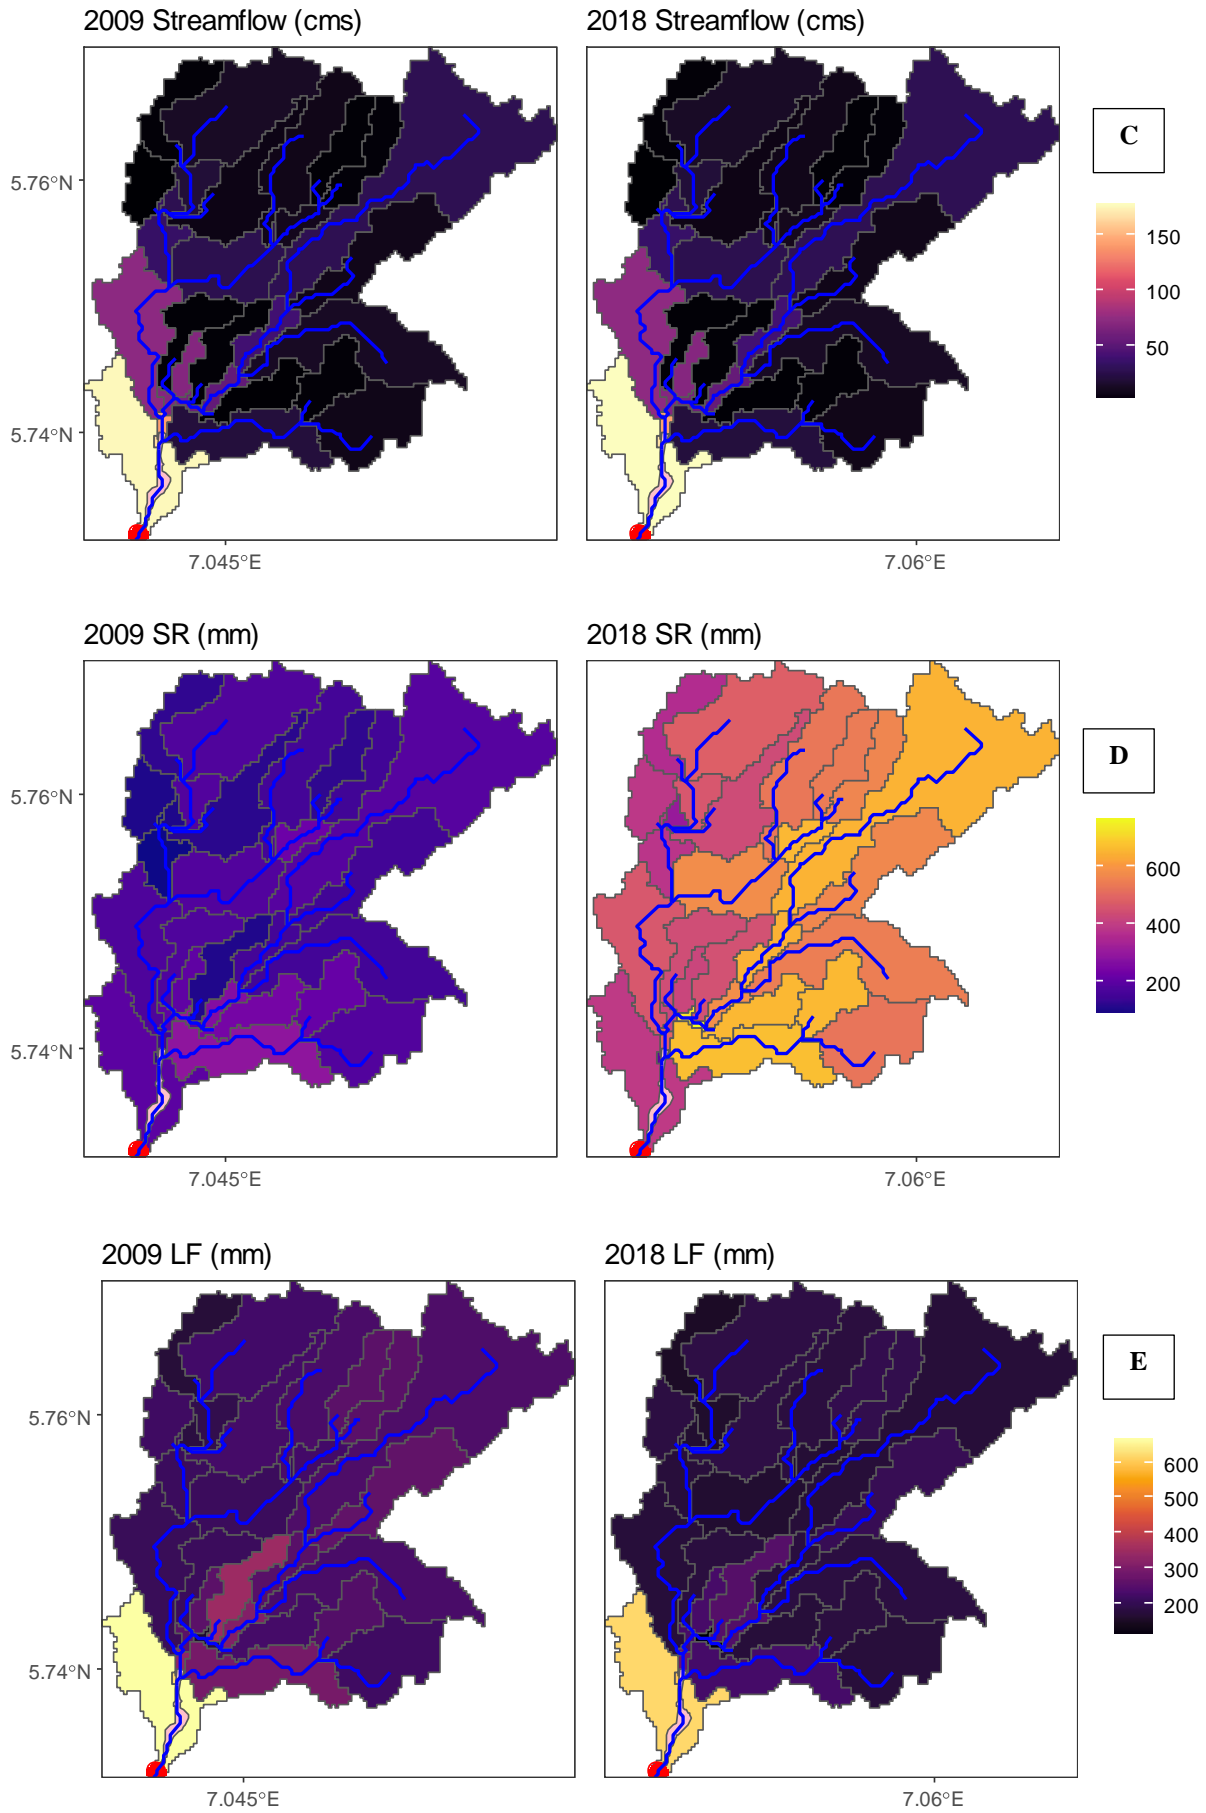 2009 Streamflow (cms)
2018 Streamflow (cms)
C
5.76°N
150
100
50
5.74°N
7.045°E
7.06°E
2009 SR (mm)
2018 SR (mm)
D
5.76°N
600
400
200
5.74°N
7.045°E
7.06°E
2009 LF (mm)
2018 LF (mm)
E
5.76°N
600
500
400
300
200
5.74°N
7.045°E
7.06°E